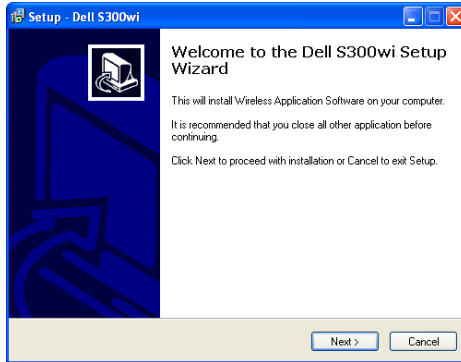 Setup - Dell S300wi
Welcome to the Dell S300wi Setup
Wizard
This will install Wireless Application Software on your computer.
It is recommended that you close all other application before
continuing.
Click Next to proceed with installation or Cancel to exit Setup.
Next >
Cancel